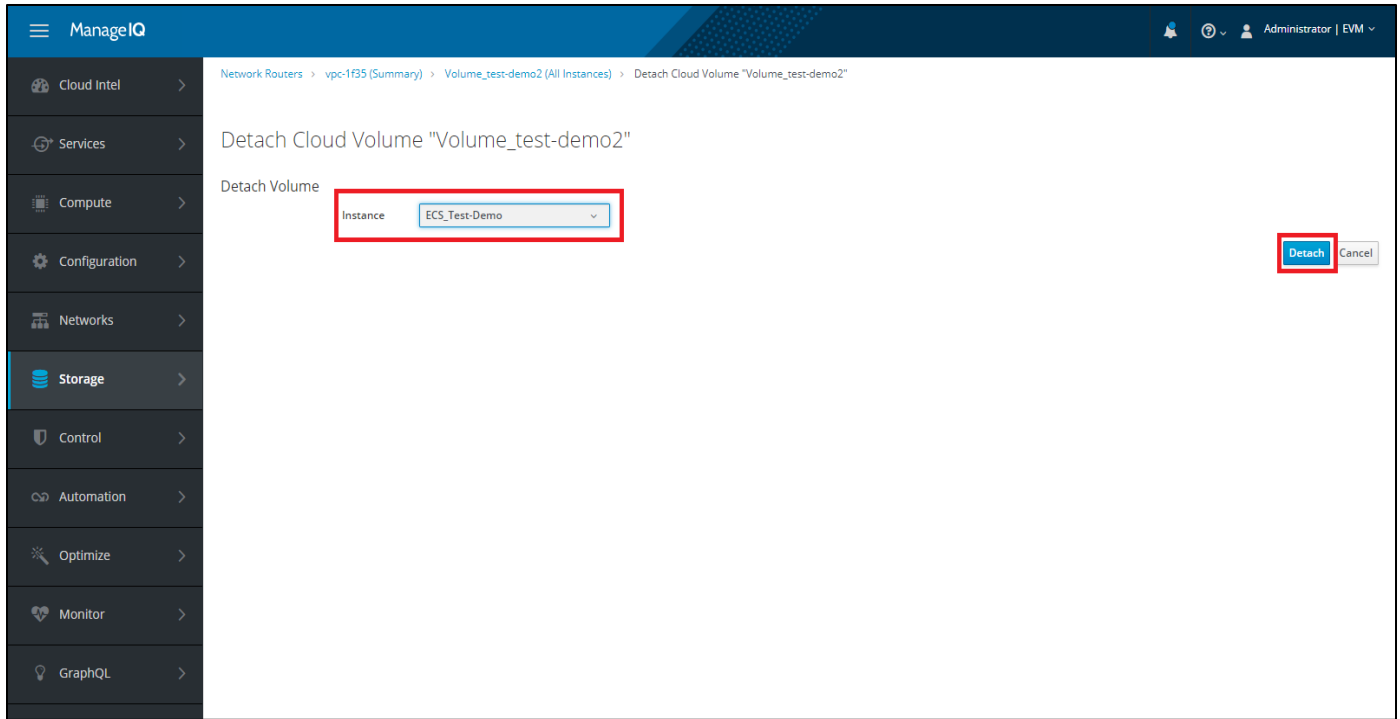 ManageIQ
Administrator | EVM
Network Routers > vpc-1f35 (Summary) > Volume_test-demo2 (All Instances) > Detach Cloud Volume "Volume_test-demo2"
Cloud Intel
Services
Compute
Configuration
Networks
Storage
Control
Automation
Optimize
Monitor
GraphQL
Detach Cloud Volume "Volume_test-demo2"
Detach Volume
Instance ECS_Test-Demo
Detach Cancel